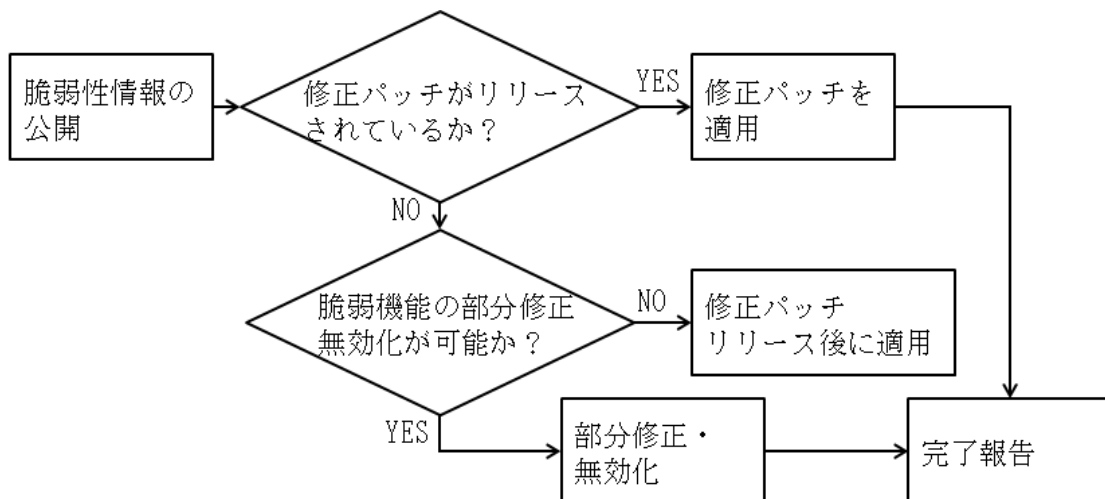 脆弱性情報の
公開
修正パッチがリリース
されているか？
YES
修正パッチを
適用
NO
脆弱機能の部分修正
無効化が可能か？
NO
修正パッチ
リリース後に適用
YES
部分修正・
無効化
完了報告